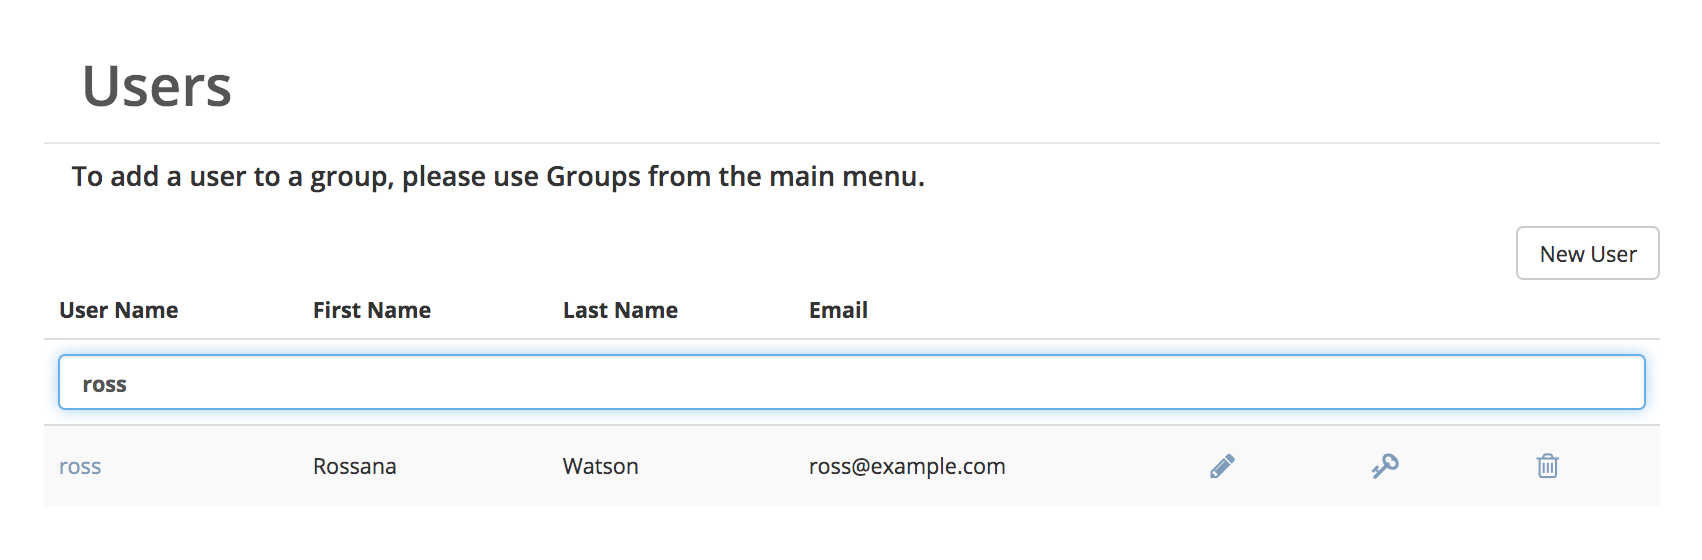 Users
To add a user to a group, please use Groups from the main menu.
New User
User Name First Name Last Name Email
ross
ross Rossana Watson ross@example.com